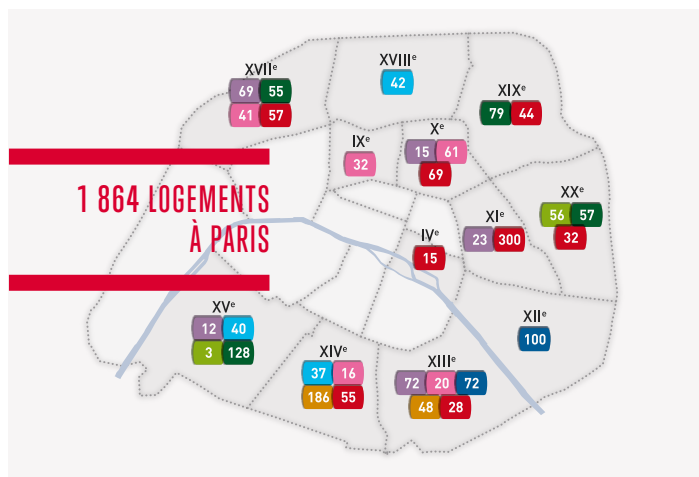 XVIIe
69 55
41 57
XVIIIe
42
XIXe
79 44
IXe
32
Xe
15 61
69
1 864 LOGEMENTS
À PARIS
IVe
15
XIe
23 300
XXe
56 57
32
XVe
12 40
3 128
XIVe
37 16
186 55
XIIIe
72 20 72
48 28
XIIe
100